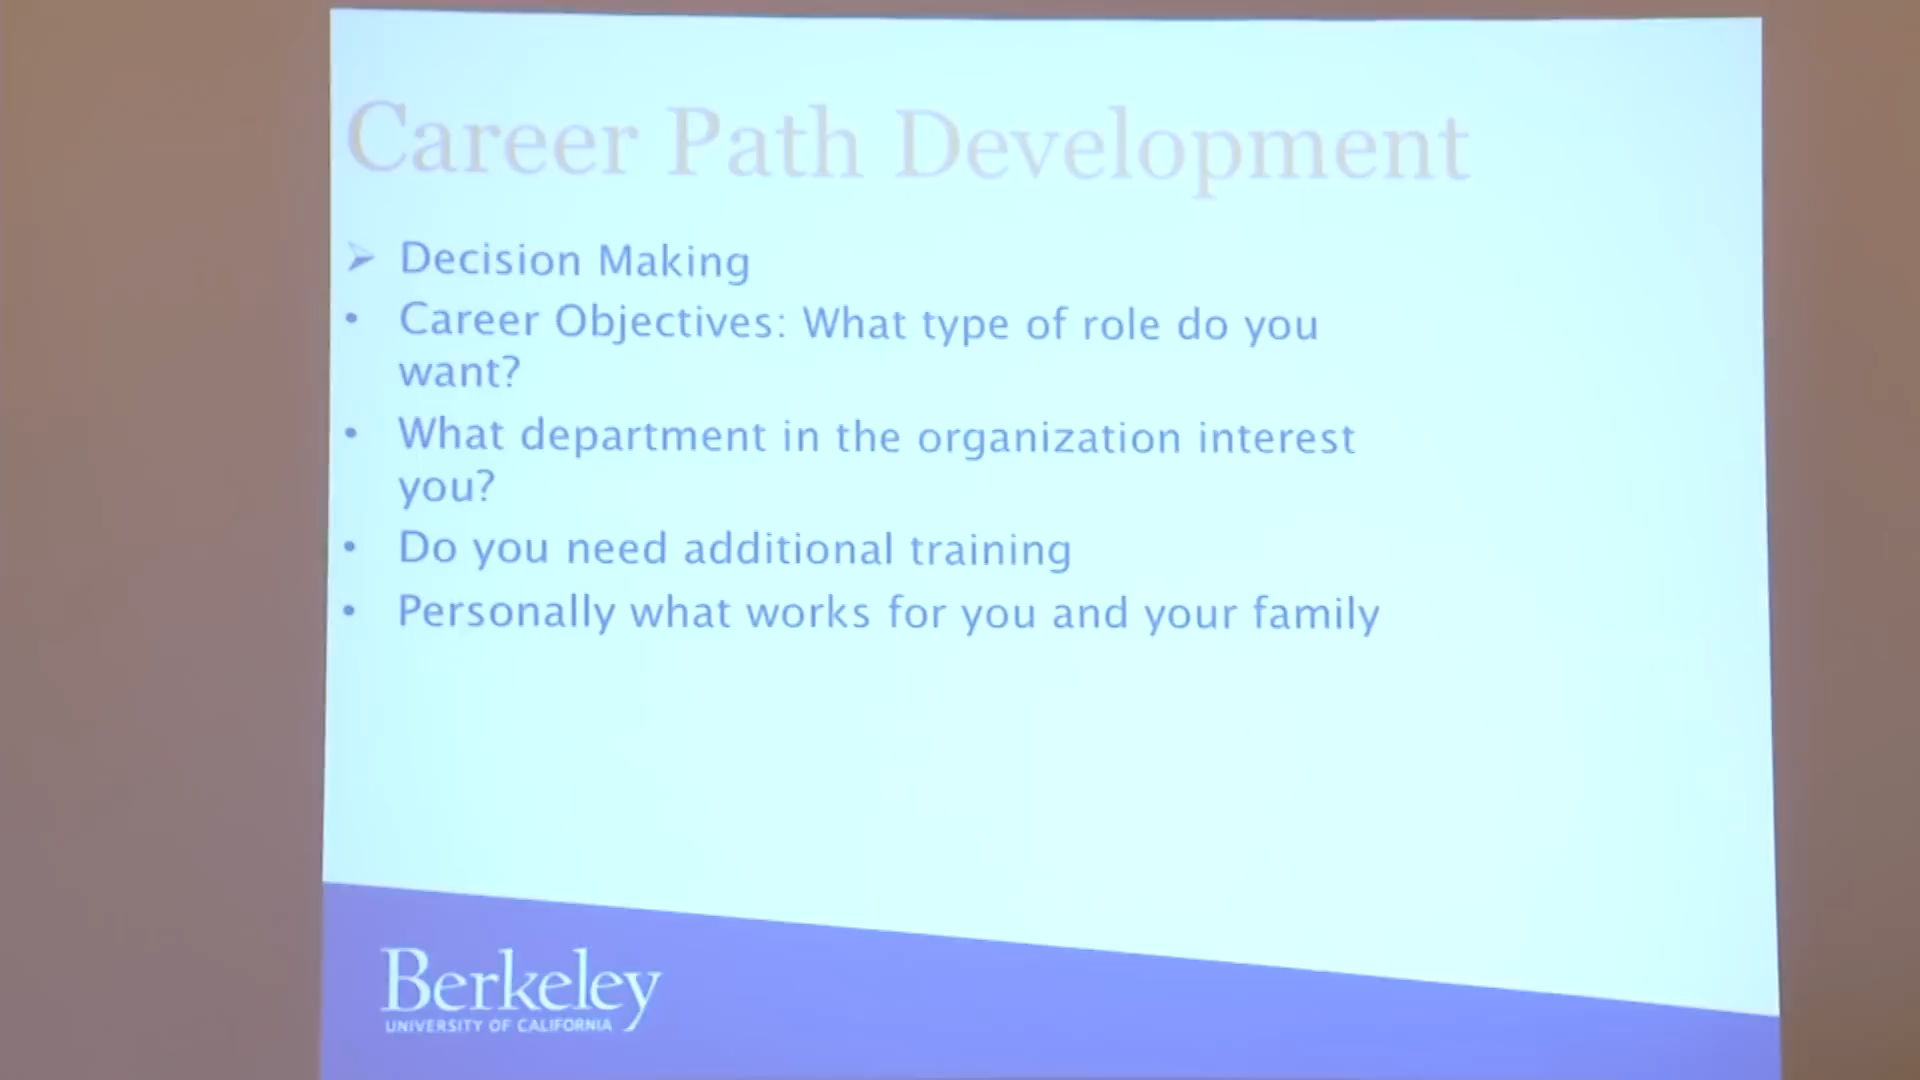 Career Path Development
➢ Decision Making
• Career Objectives: What type of role do you
want?
• What department in the organization interest
you?
• Do you need additional training
• Personally what works for you and your family
Berkeley
UNIVERSITY OF CALIFORNIA